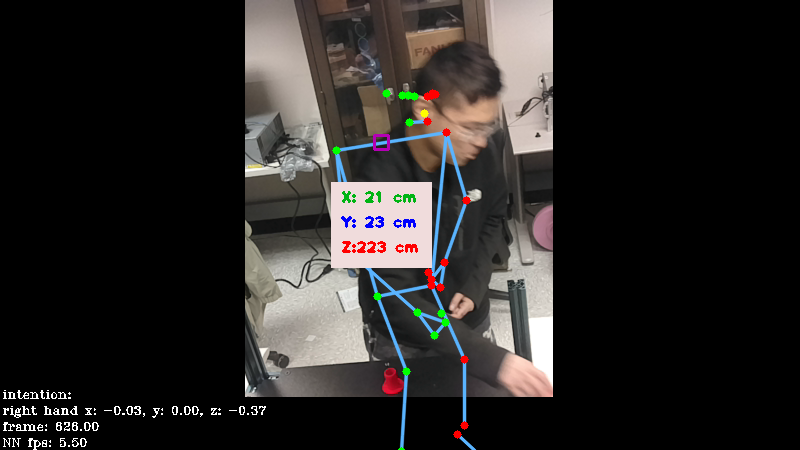 FAN
X: 21 cm
Y: 23 cm
Z:223 cm
intention:
right hand x: -0.03, y: 0.00, z: -0.37
frame: 626.00
NN fps: 5.50